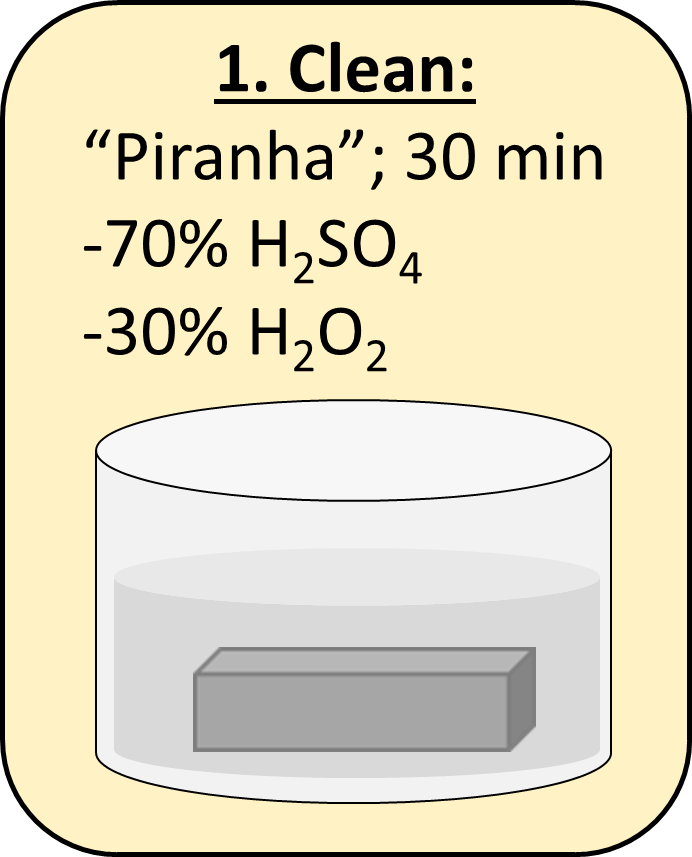 1. Clean:
“Piranha”; 30 min
-70% H₂SO₄
-30% H₂O₂